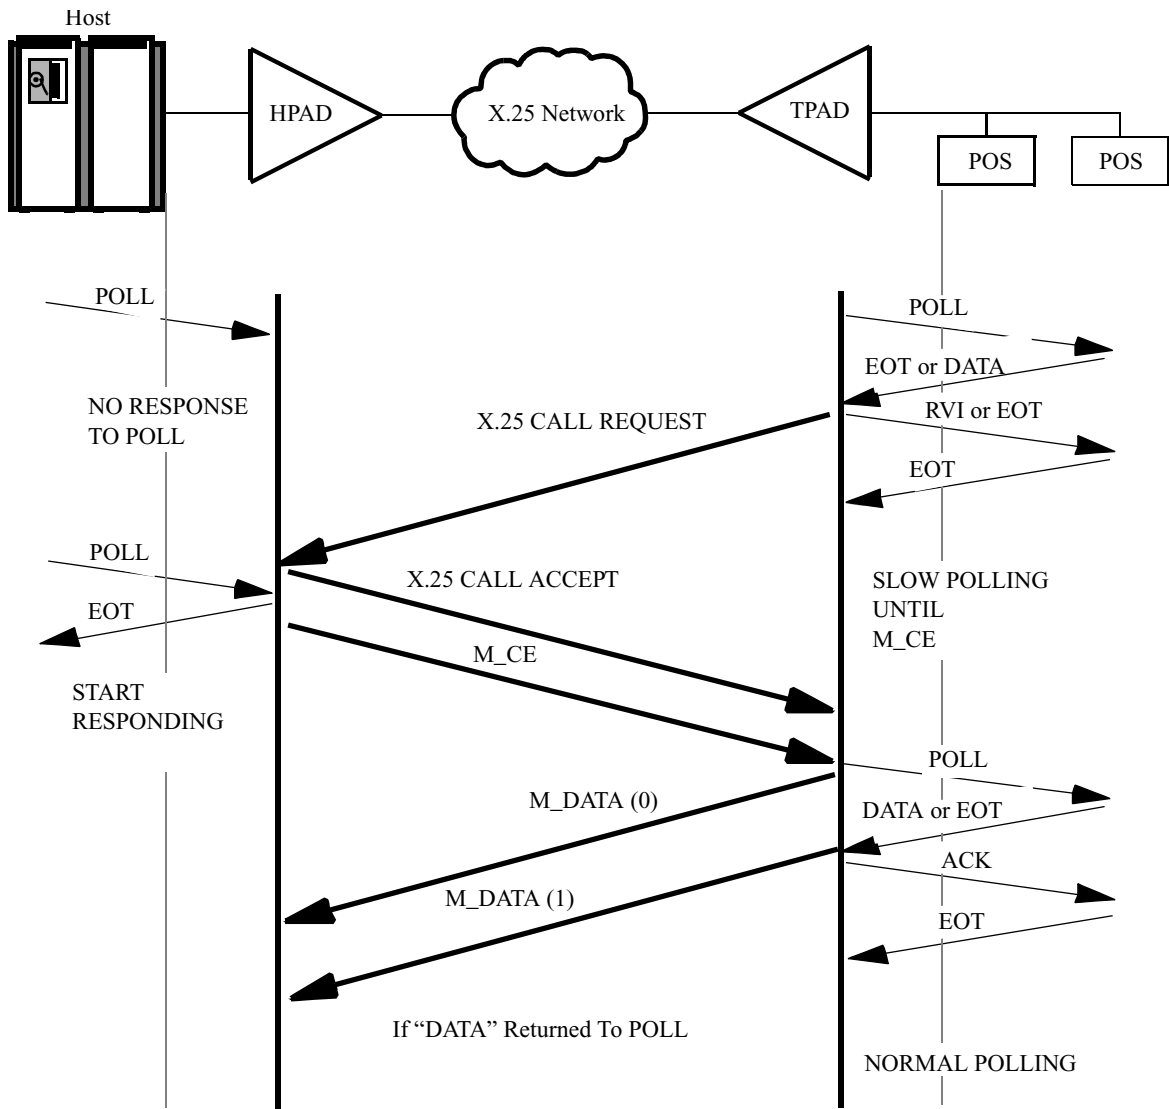 Host
HPAD
X.25 Network
TPAD
POS
POS
POLL
POLL
EOT or DATA
NO RESPONSE
TO POLL
X.25 CALL REQUEST
RVI or EOT
EOT
POLL
EOT
X.25 CALL ACCEPT
SLOW POLLING
UNTIL
M_CE
M_CE
START
RESPONDING
POLL
M_DATA (0)
DATA or EOT
ACK
M_DATA (1)
EOT
If “DATA” Returned To POLL
NORMAL POLLING